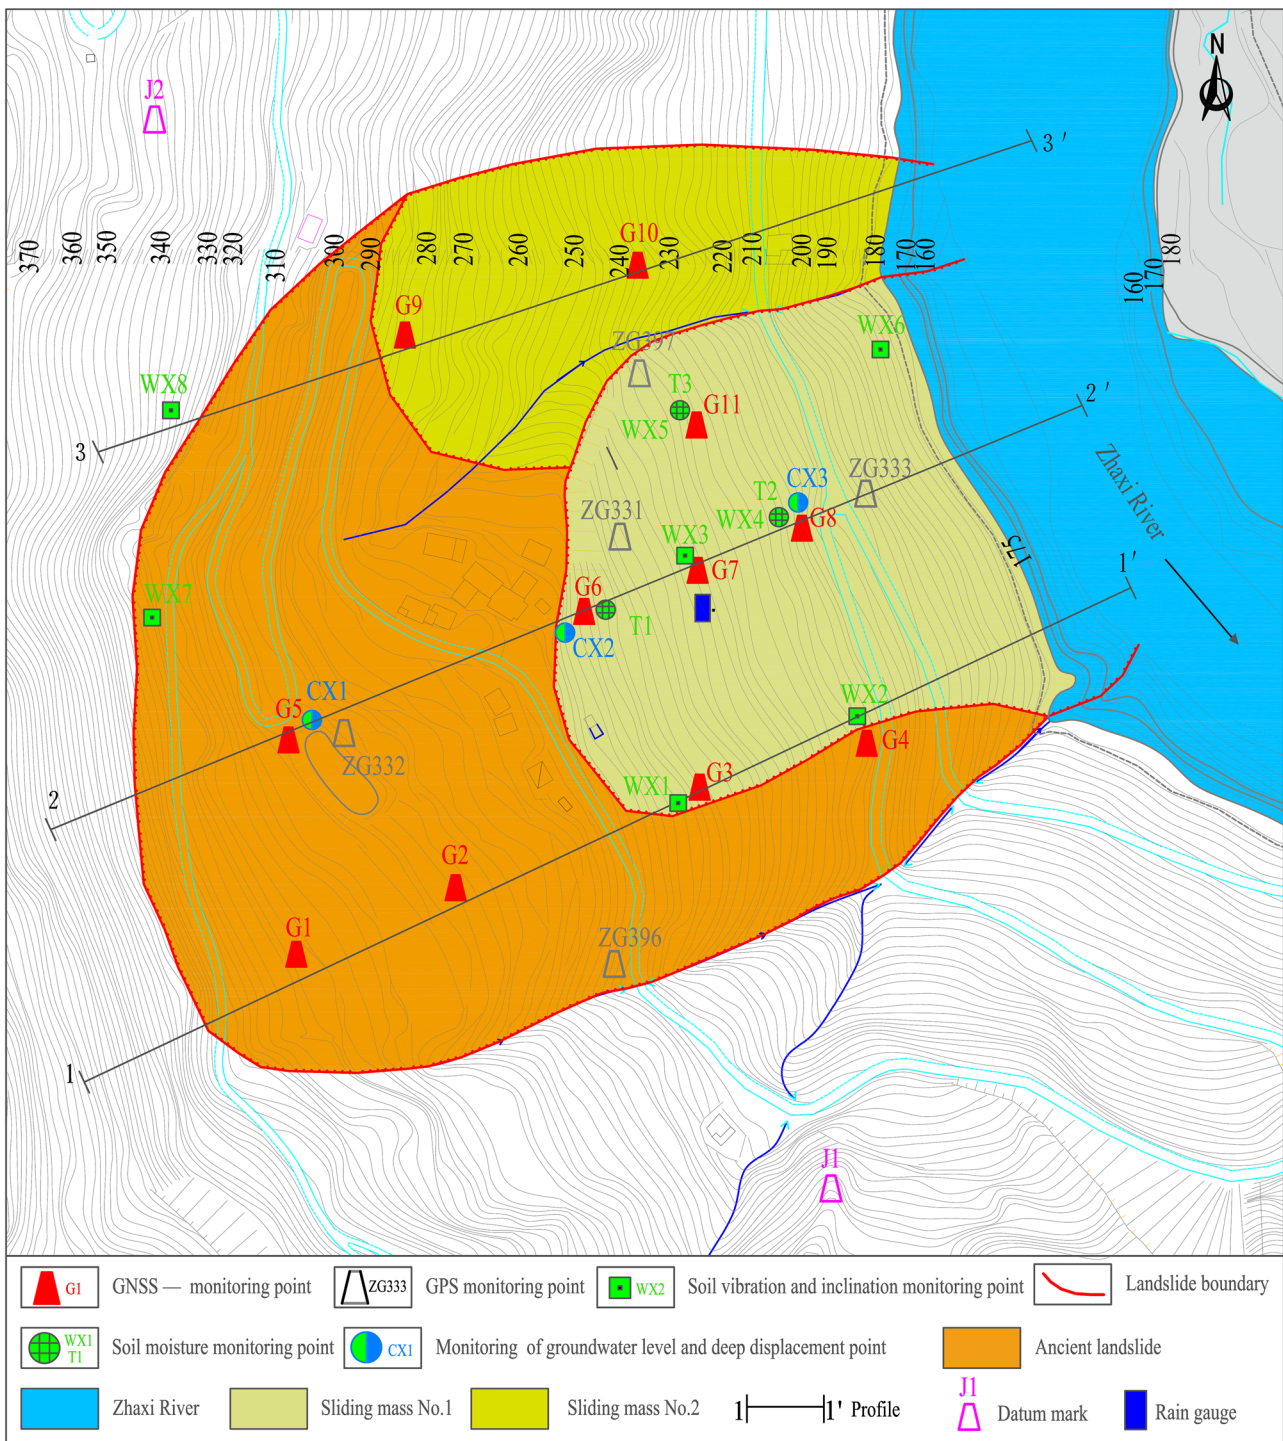 J2
N
3 '
370
360
350
340
330
320
310
300
290
280
270
260
250
240
230
220
210
200
190
180
170
160
160
170
180
G10
G9
WX6
ZG397
WX8
T3
G11
WX5
2 '
3
Zhaxi River
ZG333
CX3
T2
WX4
G8
ZG331
WX3
G7
175
1'
G6
T1
CX2
WX7
CX1
G5
ZG332
WX2
G4
G3
WX1
2
G2
G1
ZG396
1
J1
G1 GNSS — monitoring point ZG333 GPS monitoring point WX2 Soil vibration and inclination monitoring point Landslide boundary
WX1
T1 Soil moisture monitoring point CX1 Monitoring of groundwater level and deep displacement point Ancient landslide
Zhaxi River Sliding mass No.1 Sliding mass No.2 1 1' Profile J1 Datum mark Rain gauge